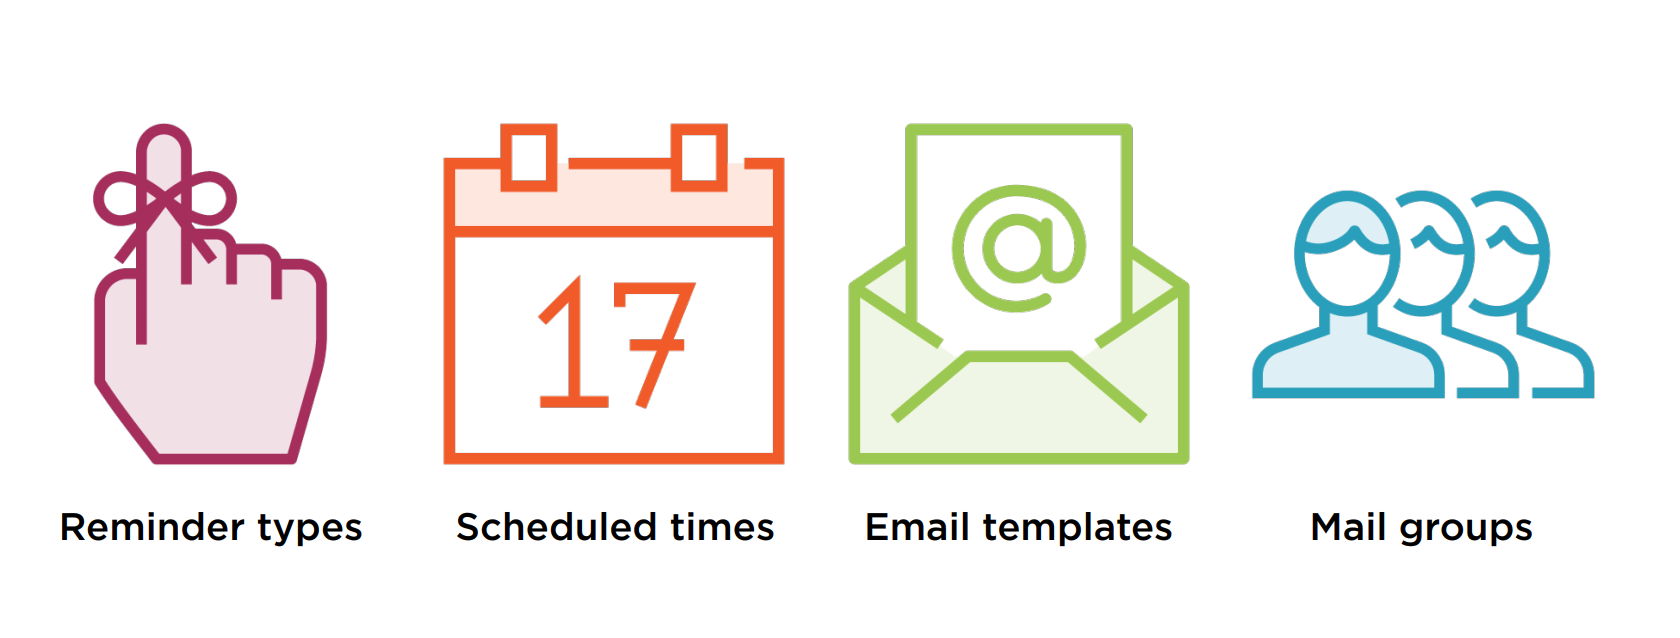 17
@
Reminder types
Scheduled times
Email templates
Mail groups